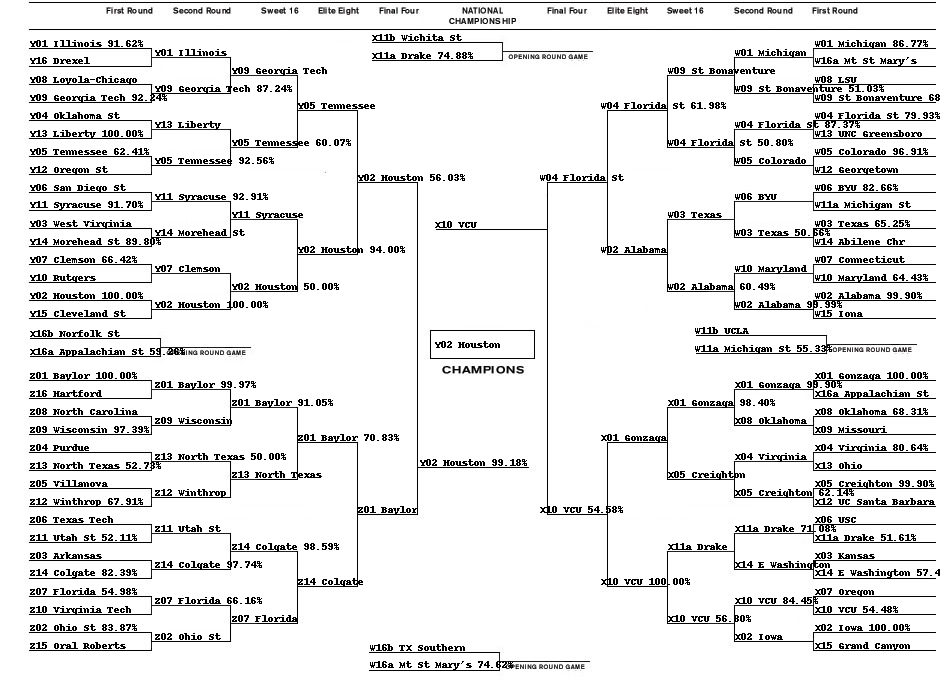 First Round Second Round Sweet 16 Elite Eight Final Four NATIONAL CHAMPIONSHIP Final Four Elite Eight Sweet 16 Second Round First Round
X11b Wichita St
X11a Drake 74.88%
OPENING ROUND GAME
Y01 Illinois 91.62%
Y16 Drexel
Y08 Loyola-Chicago
Y09 Georgia Tech 92.24%
Y04 Oklahoma St
Y13 Liberty 100.00%
Y05 Tennessee 62.41%
Y12 Oregon St
Y06 San Diego St
Y11 Syracuse 91.70%
Y03 West Virginia
Y14 Morehead St 89.80%
Y07 Clemson 66.42%
Y10 Rutgers
Y02 Houston 100.00%
Y15 Cleveland St
Y01 Illinois
Y09 Georgia Tech 87.24%
Y13 Liberty
Y05 Tennessee 92.56%
Y11 Syracuse 92.91%
Y14 Morehead St
Y07 Clemson
Y02 Houston 100.00%
Y09 Georgia Tech
Y05 Tennessee 60.07%
Y11 Syracuse
Y02 Houston 50.00%
Y05 Tennessee
Y02 Houston 94.00%
Y02 Houston 56.03%
X16b Norfolk St
X16a Appalachian St 59.26%
OPENING ROUND GAME
Z01 Baylor 100.00%
Z16 Hartford
Z08 North Carolina
Z09 Wisconsin 97.39%
Z04 Purdue
Z13 North Texas 52.73%
Z05 Villanova
Z12 Winthrop 67.91%
Z06 Texas Tech
Z11 Utah St 52.11%
Z03 Arkansas
Z14 Colgate 82.39%
Z07 Florida 54.98%
Z10 Virginia Tech
Z02 Ohio St 83.87%
Z15 Oral Roberts
Z01 Baylor 99.97%
Z09 Wisconsin
Z13 North Texas 50.00%
Z12 Winthrop
Z11 Utah St
Z14 Colgate 97.74%
Z07 Florida 66.16%
Z02 Ohio St
Z01 Baylor 91.05%
Z13 North Texas
Z14 Colgate 98.59%
Z07 Florida
Z01 Baylor 70.83%
Z14 Colgate
Z01 Baylor
X10 VCU
Y02 Houston
CHAMPIONS
Y02 Houston 99.18%
W04 Florida St
X10 VCU 54.58%
W04 Florida St 61.98%
W02 Alabama
W09 St Bonaventure
W04 Florida St 50.80%
W03 Texas
W02 Alabama 60.49%
W01 Michigan
W09 St Bonaventure 51.03%
W04 Florida St 87.37%
W05 Colorado
W06 BYU
W03 Texas 50.66%
W10 Maryland
W02 Alabama 99.99%
W01 Michigan 86.77%
W16a Mt St Mary's
W08 LSU
W09 St Bonaventure 68
W04 Florida St 79.93%
W13 UNC Greensboro
W05 Colorado 96.91%
W12 Georgetown
W06 BYU 82.66%
W11a Michigan St
W03 Texas 65.25%
W14 Abilene Chr
W07 Connecticut
W10 Maryland 64.43%
W02 Alabama 99.90%
W15 Iona
W11b UCLA
W11a Michigan St 55.33%
OPENING ROUND GAME
X01 Gonzaga
X10 VCU 100.00%
X01 Gonzaga 98.40%
X05 Creighton
X11a Drake
X10 VCU 56.80%
X01 Gonzaga 99.90%
X08 Oklahoma
X04 Virginia
X05 Creighton 62.14%
X11a Drake 71.08%
X14 E Washington
X10 VCU 84.45%
X02 Iowa
X01 Gonzaga 100.00%
X16a Appalachian St
X08 Oklahoma 68.31%
X09 Missouri
X04 Virginia 80.64%
X13 Ohio
X05 Creighton 99.90%
X12 UC Santa Barbara
X06 USC
X11a Drake 51.61%
X03 Kansas
X14 E Washington 57.4
X07 Oregon
X10 VCU 54.48%
X02 Iowa 100.00%
X15 Grand Canyon
W16b TX Southern
W16a Mt St Mary's 74.62%
OPENING ROUND GAME